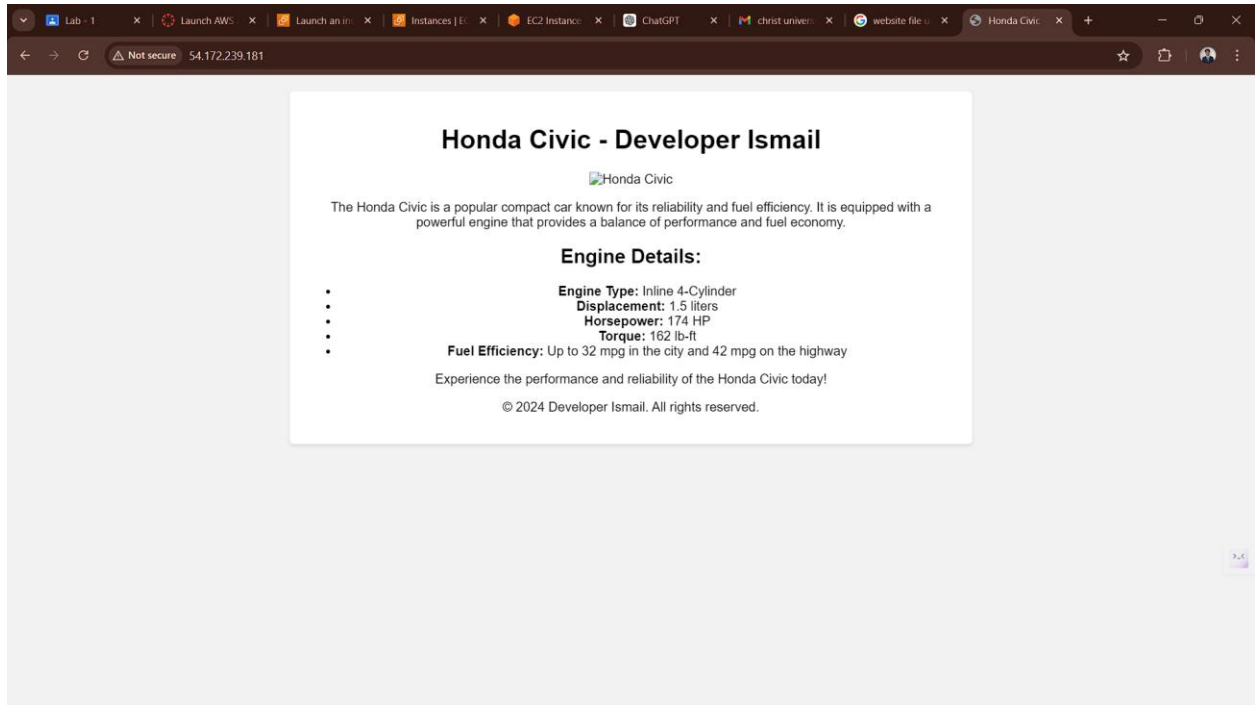 Lab - 1
Launch AWS
Launch an in
Instances | EC
EC2 Instance
ChatGPT
christ univers
website file u
Honda Civic
Not secure
54.172.239.181
Honda Civic - Developer Ismail
Honda Civic
The Honda Civic is a popular compact car known for its reliability and fuel efficiency. It is equipped with a
powerful engine that provides a balance of performance and fuel economy.
Engine Details:
• Engine Type: Inline 4-Cylinder
• Displacement: 1.5 liters
• Horsepower: 174 HP
• Torque: 162 lb-ft
• Fuel Efficiency: Up to 32 mpg in the city and 42 mpg on the highway
Experience the performance and reliability of the Honda Civic today!
© 2024 Developer Ismail. All rights reserved.